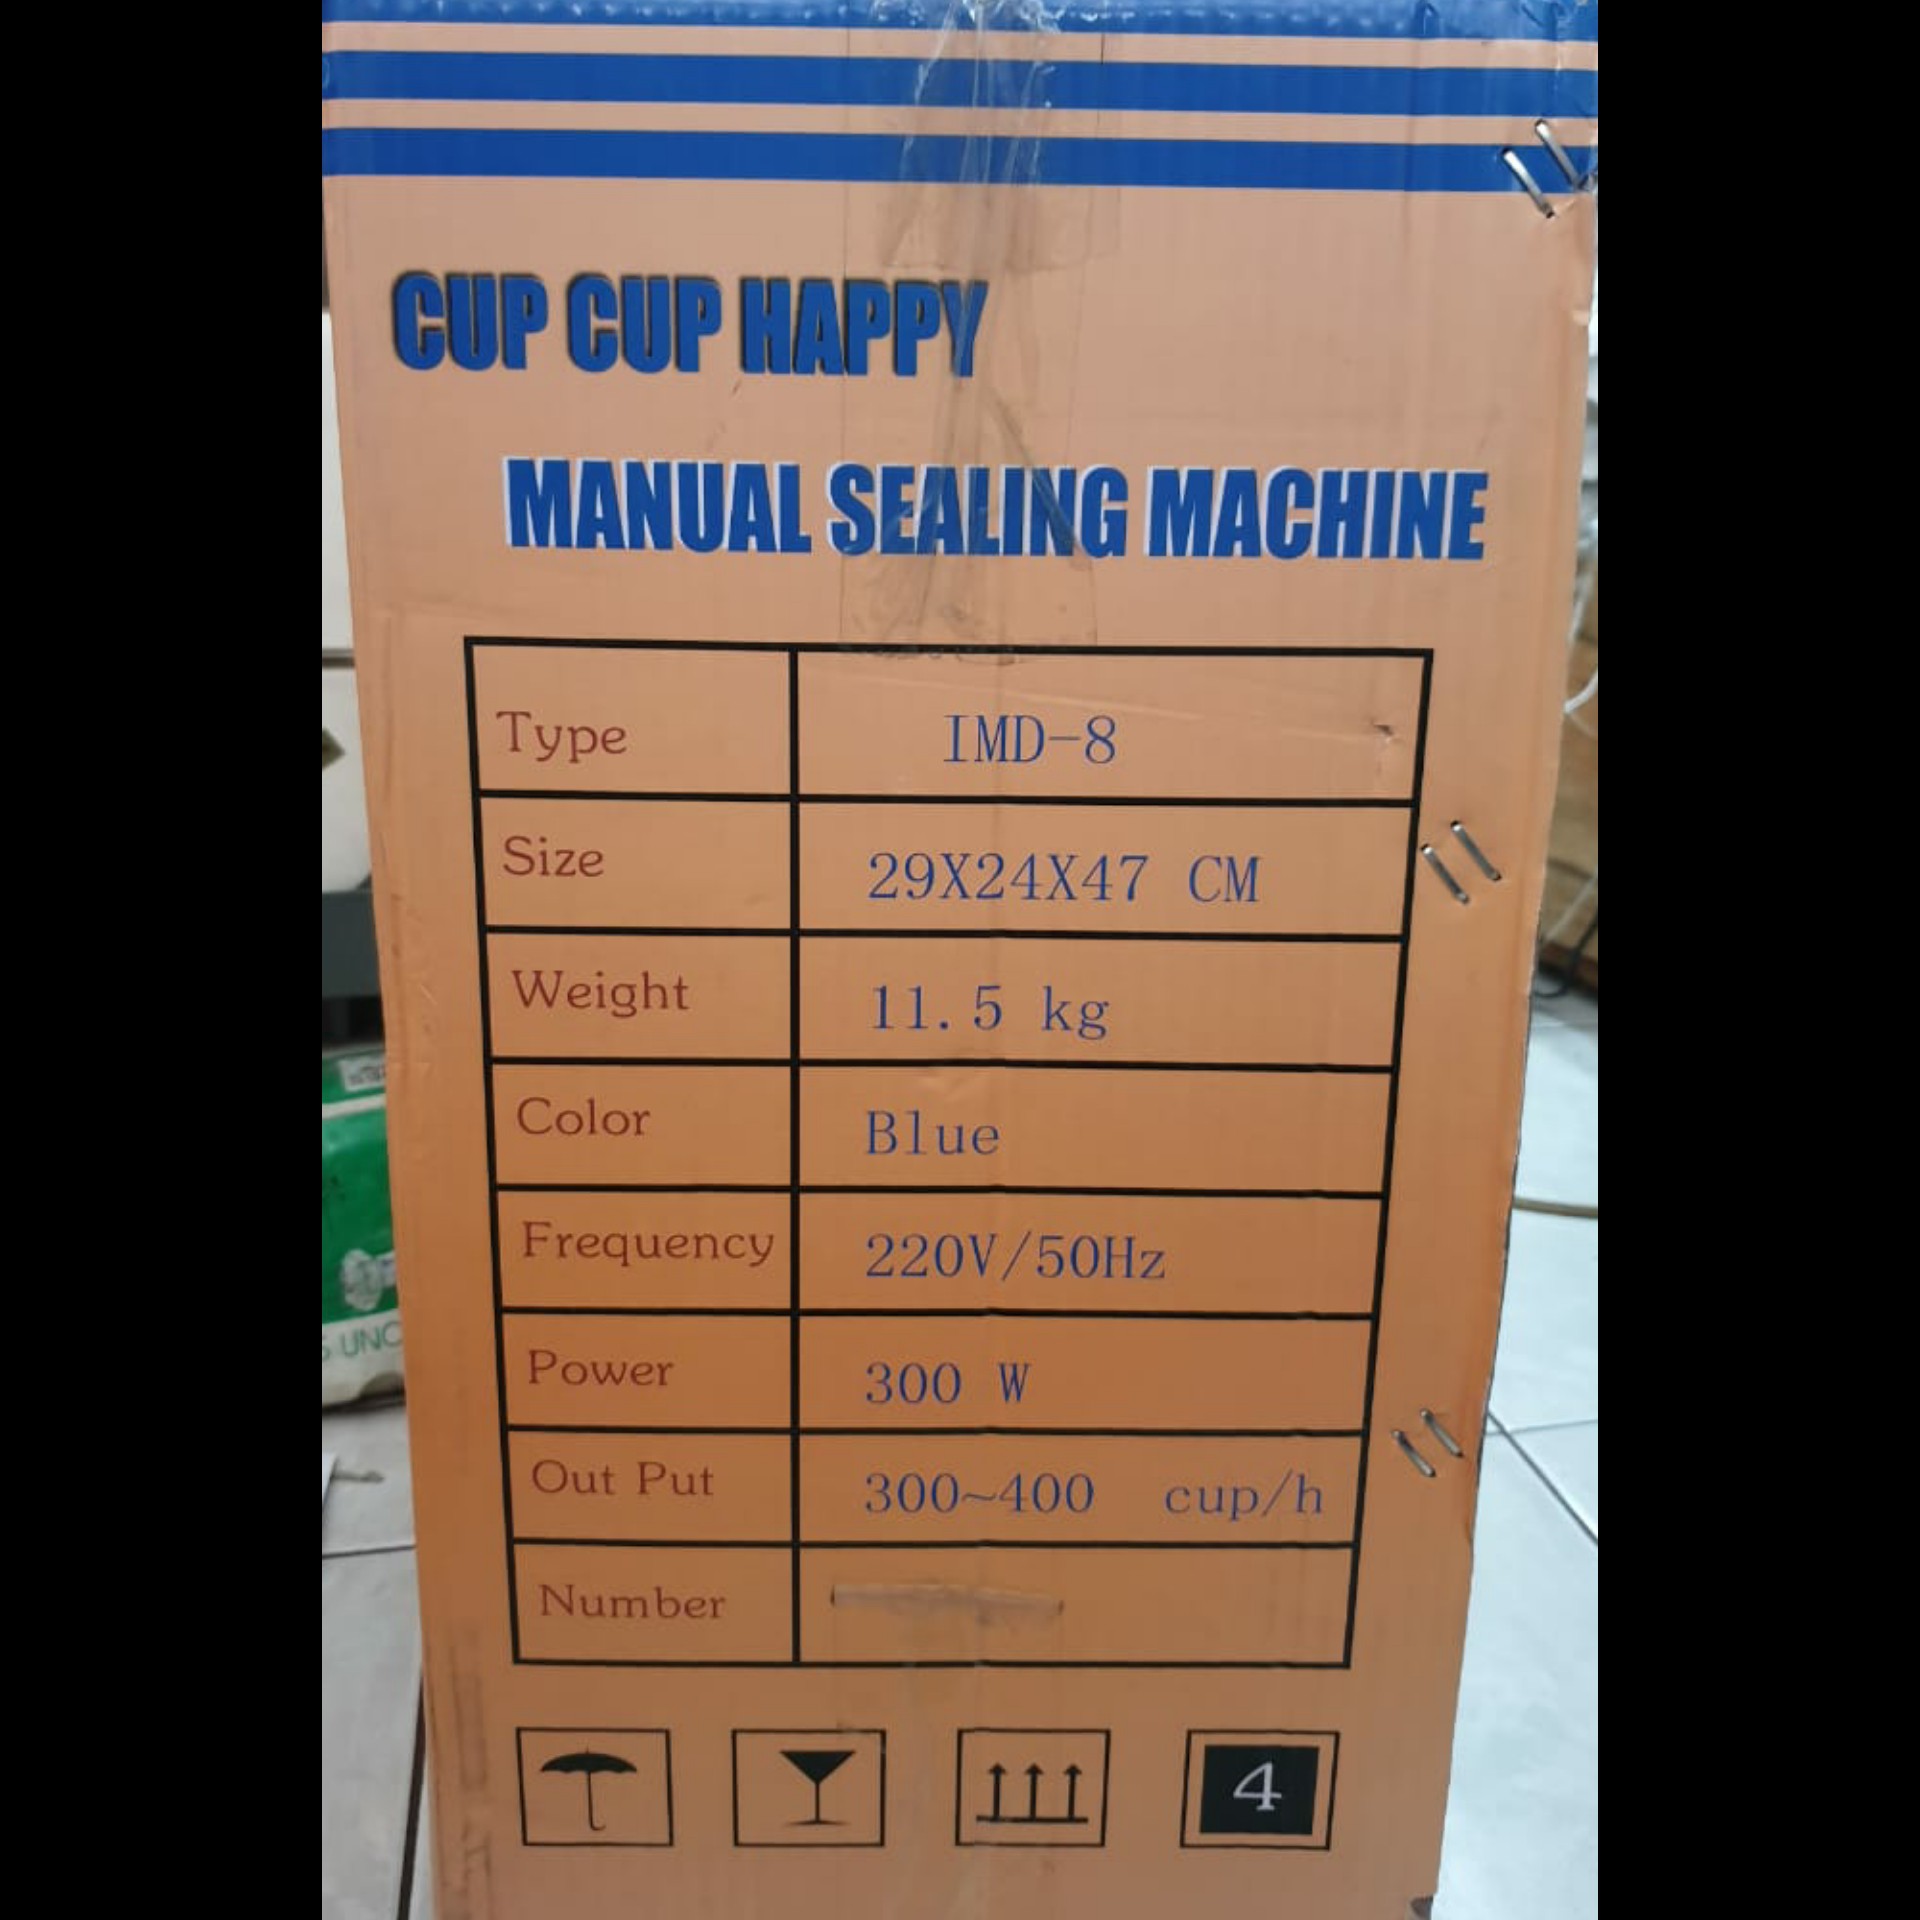 CUP CUP HAPPY
MANUAL SEALING MACHINE
Type IMD-8
Size 29X24X47 CM
Weight 11.5 kg
Color Blue
Frequency 220V/50Hz
Power 300 W
Out Put 300~400 cup/h
Number
4
UNC